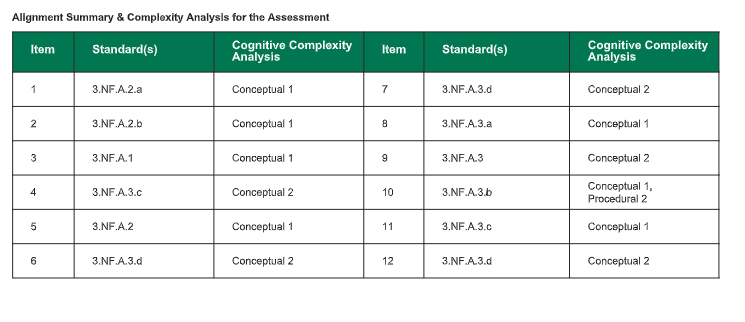 Alignment Summary & Complexity Analysis for the Assessment
Item Standard(s) Cognitive Complexity Analysis Item Standard(s) Cognitive Complexity Analysis
1 3.NF.A.2.a Conceptual 1 7 3.NF.A.3.d Conceptual 2
2 3.NF.A.2.b Conceptual 1 8 3.NF.A.3.a Conceptual 1
3 3.NF.A.1 Conceptual 1 9 3.NF.A.3 Conceptual 2
4 3.NF.A.3.c Conceptual 2 10 3.NF.A.3.b Conceptual 1, Procedural 2
5 3.NF.A.2 Conceptual 1 11 3.NF.A.3.c Conceptual 1
6 3.NF.A.3.d Conceptual 2 12 3.NF.A.3.d Conceptual 2